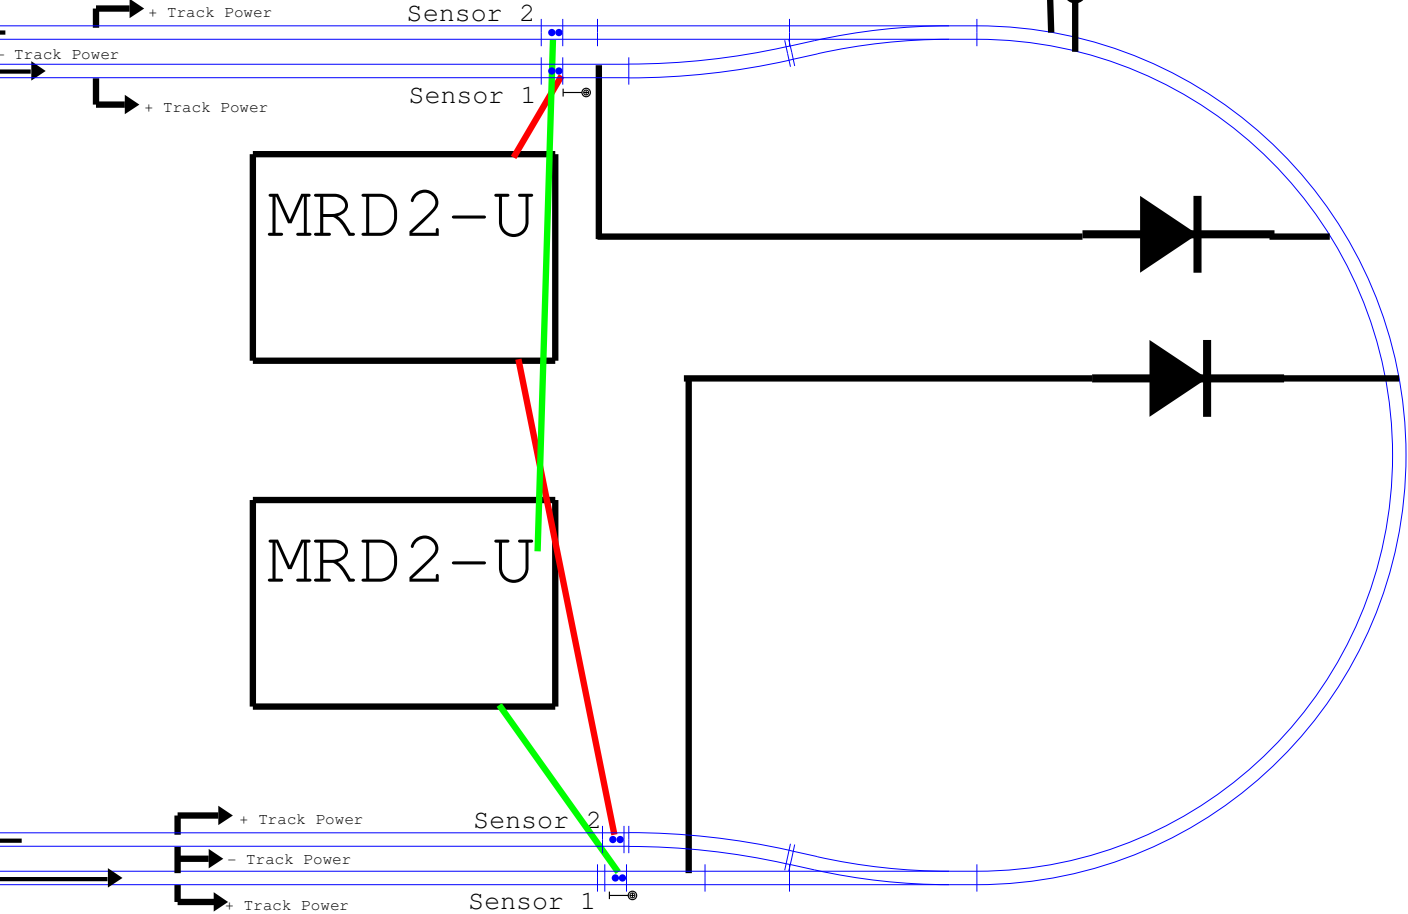 + Track Power
Sensor 2
- Track Power
Sensor 1
+ Track Power
MRD2-U
MRD2-U
Sensor 2
+ Track Power
- Track Power
Sensor 1
+ Track Power